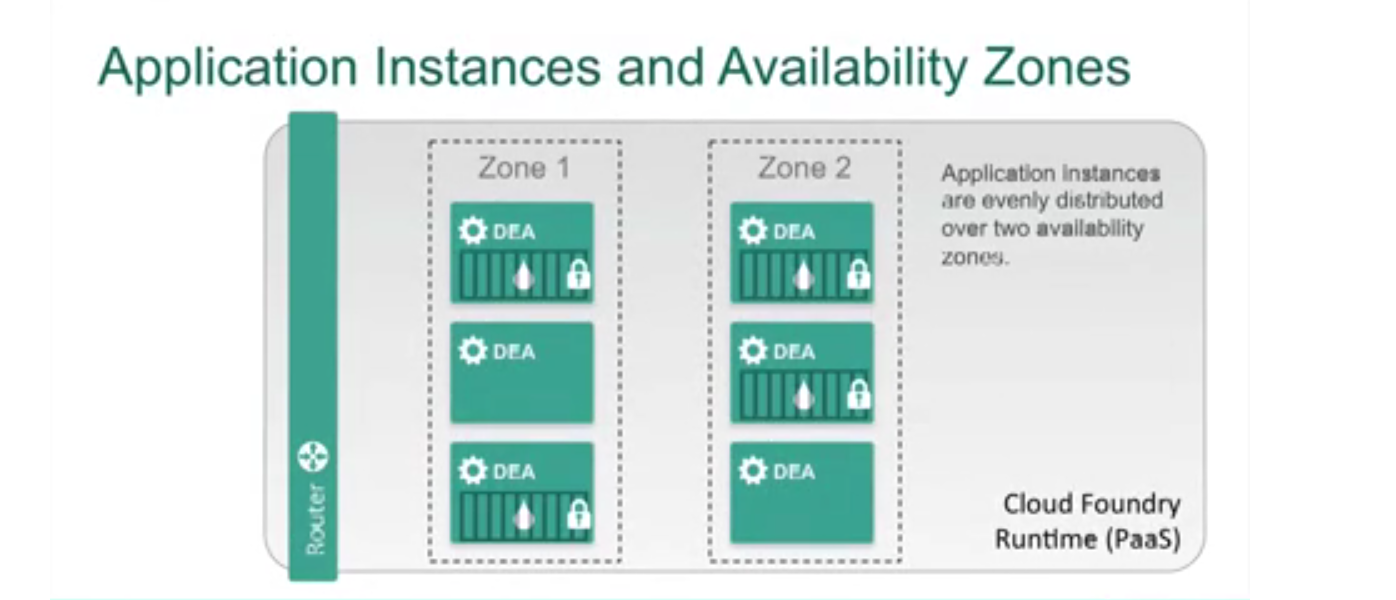 Application Instances and Availability Zones
Zone 1
DEA
DEA
DEA
Zone 2
DEA
DEA
DEA
Application Instances
are evenly distributed
over two availability
zones.
Router
Cloud Foundry
Runtime (PaaS)